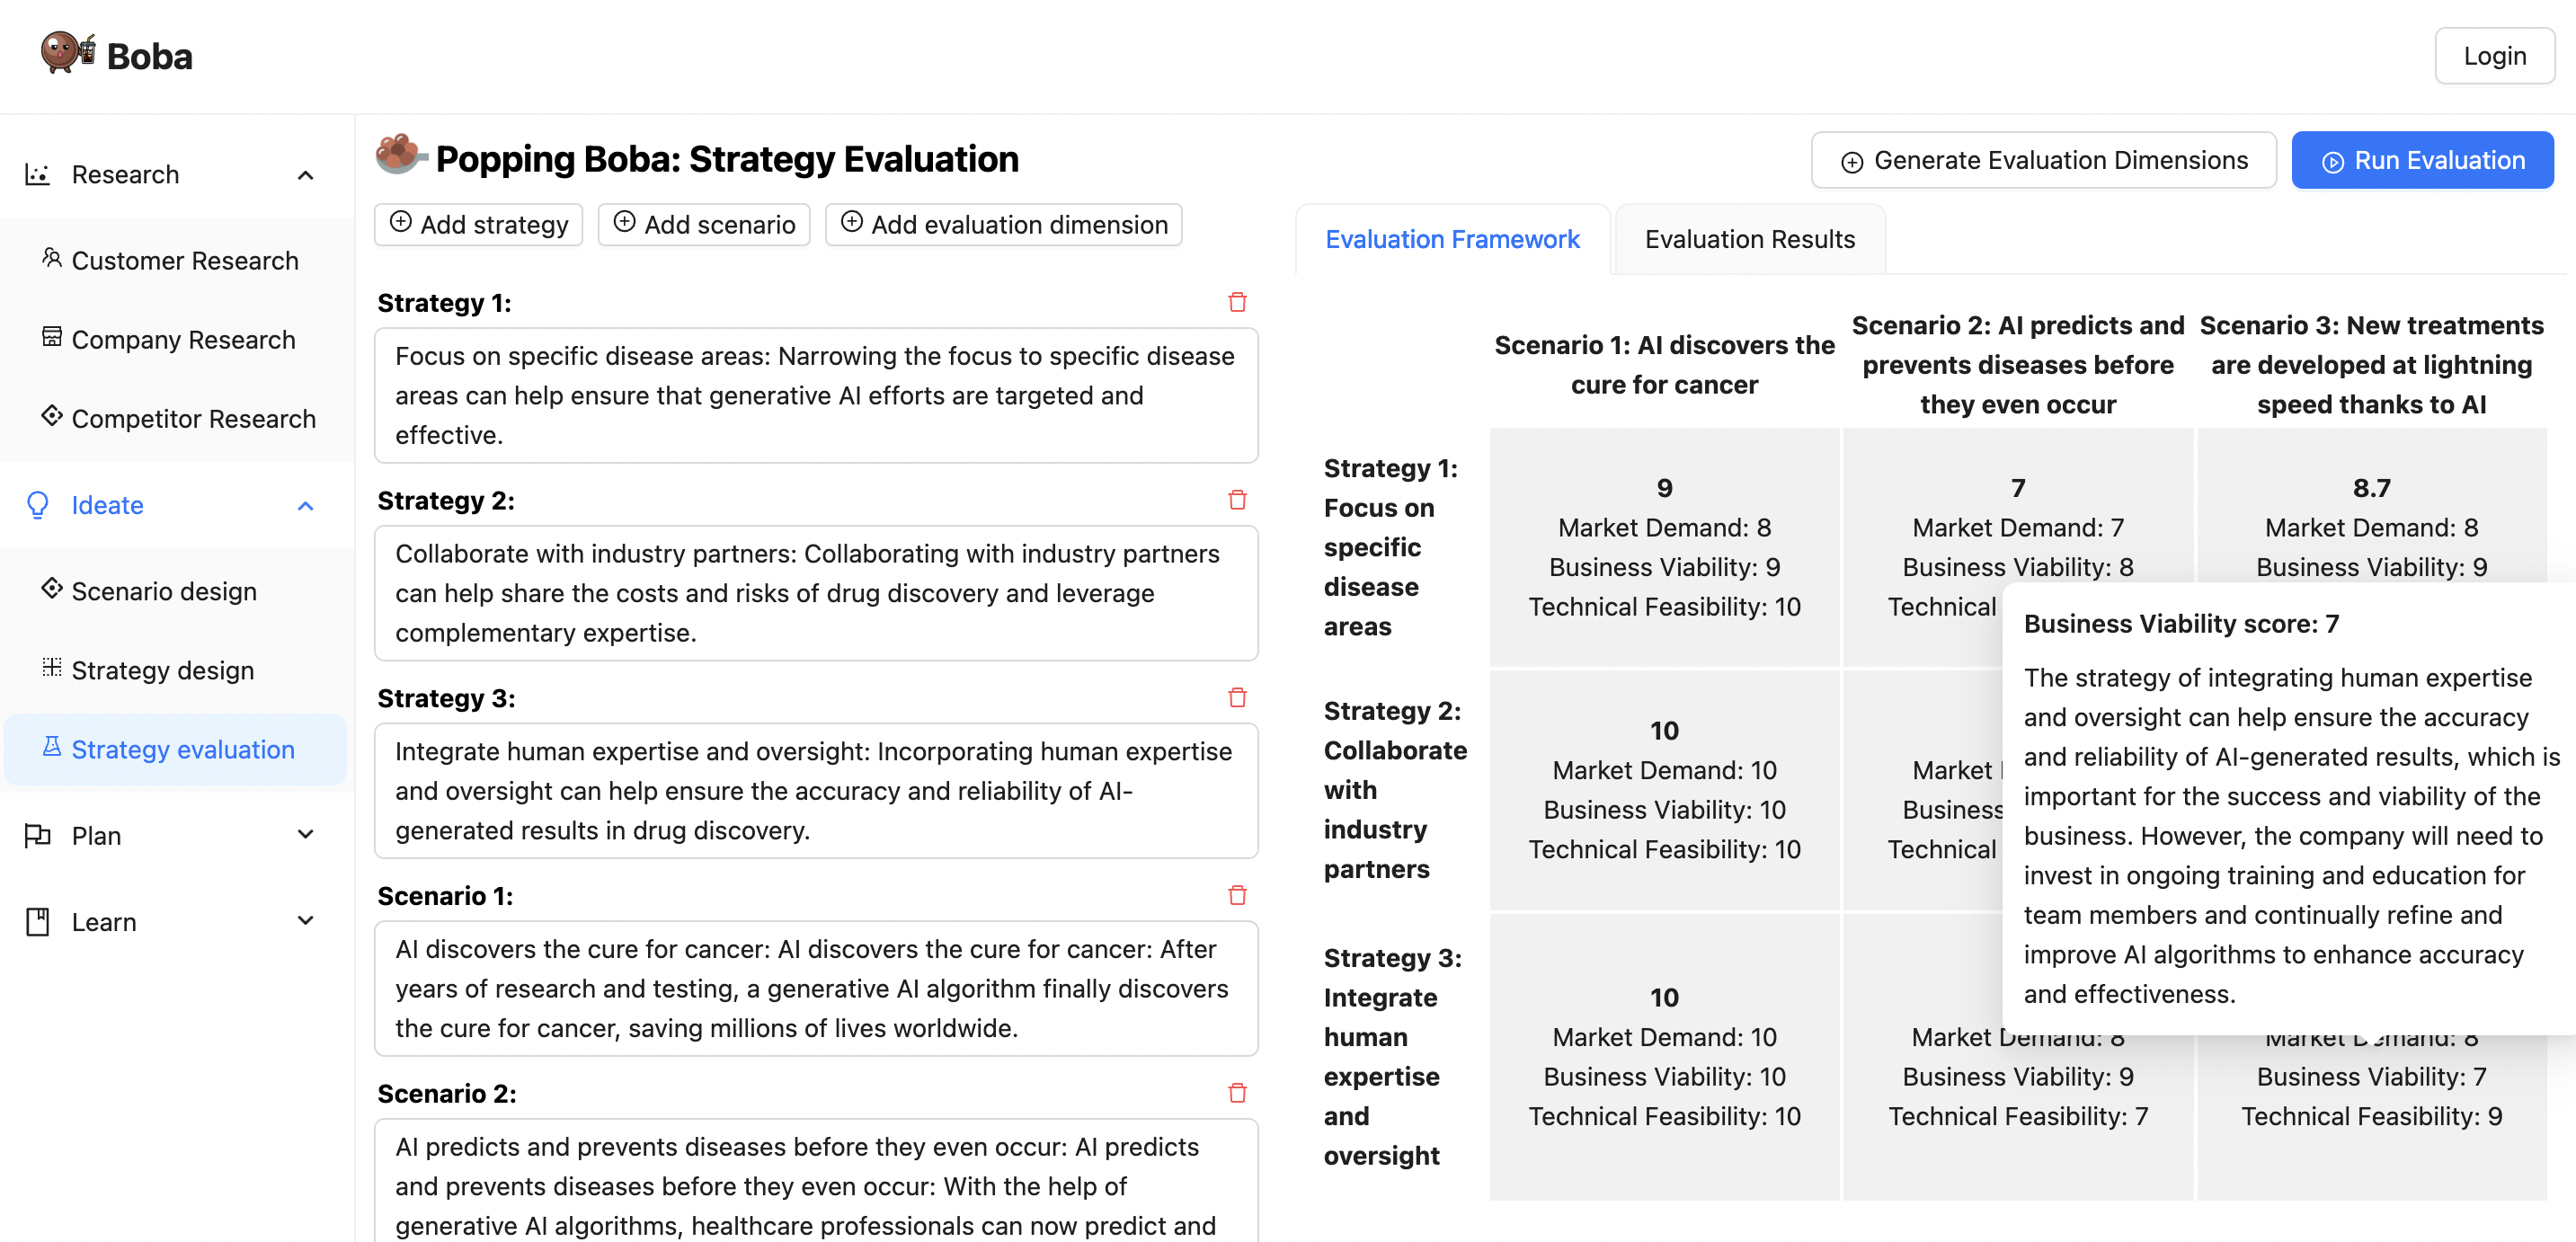 Boba
Login
Research
Customer Research
Company Research
Competitor Research
Ideate
Scenario design
Strategy design
Strategy evaluation
Plan
Learn
Popping Boba: Strategy Evaluation
Generate Evaluation Dimensions
Run Evaluation
Add strategy
Add scenario
Add evaluation dimension
Strategy 1:
Focus on specific disease areas: Narrowing the focus to specific disease
areas can help ensure that generative AI efforts are targeted and
effective.
Strategy 2:
Collaborate with industry partners: Collaborating with industry partners
can help share the costs and risks of drug discovery and leverage
complementary expertise.
Strategy 3:
Integrate human expertise and oversight: Incorporating human expertise
and oversight can help ensure the accuracy and reliability of AI-
generated results in drug discovery.
Scenario 1:
AI discovers the cure for cancer: AI discovers the cure for cancer: After
years of research and testing, a generative AI algorithm finally discovers
the cure for cancer, saving millions of lives worldwide.
Scenario 2:
AI predicts and prevents diseases before they even occur: AI predicts
and prevents diseases before they even occur: With the help of
generative AI algorithms, healthcare professionals can now predict and
Evaluation Framework
Evaluation Results
Scenario 1: AI discovers the
cure for cancer
Scenario 2: AI predicts and
prevents diseases before
they even occur
Scenario 3: New treatments
are developed at lightning
speed thanks to AI
Strategy 1:
Focus on
specific
disease
areas
9
Market Demand: 8
Business Viability: 9
Technical Feasibility: 10
7
Market Demand: 7
Business Viability: 8
Technical
8.7
Market Demand: 8
Business Viability: 9
Strategy 2:
Collaborate
with
industry
partners
10
Market Demand: 10
Business Viability: 10
Technical Feasibility: 10
Market
Business
Technical
Business Viability score: 7
The strategy of integrating human expertise
and oversight can help ensure the accuracy
and reliability of AI-generated results, which is
important for the success and viability of the
business. However, the company will need to
invest in ongoing training and education for
team members and continually refine and
improve AI algorithms to enhance accuracy
and effectiveness.
Strategy 3:
Integrate
human
expertise
and
oversight
10
Market Demand: 10
Business Viability: 10
Technical Feasibility: 10
Market Demand: 8
Business Viability: 9
Technical Feasibility: 7
Market Demand: 8
Business Viability: 7
Technical Feasibility: 9